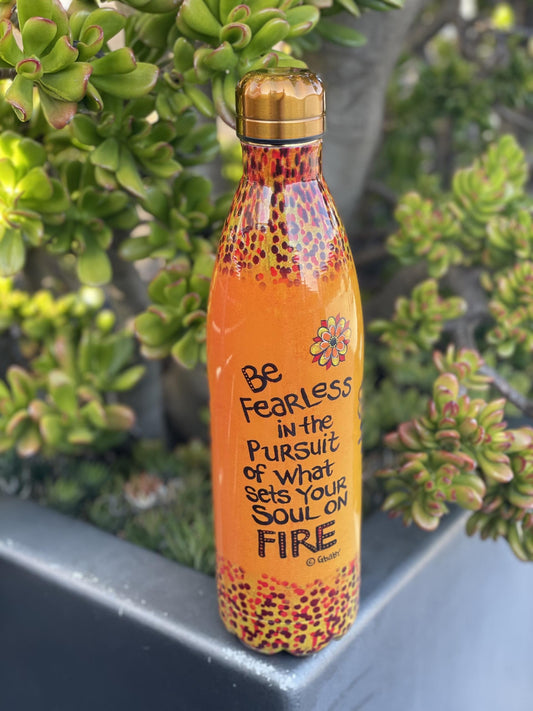 Be
FeaRLess
in the
PURSUIT
of what
sets YOUR
SOUL ON
FIRE